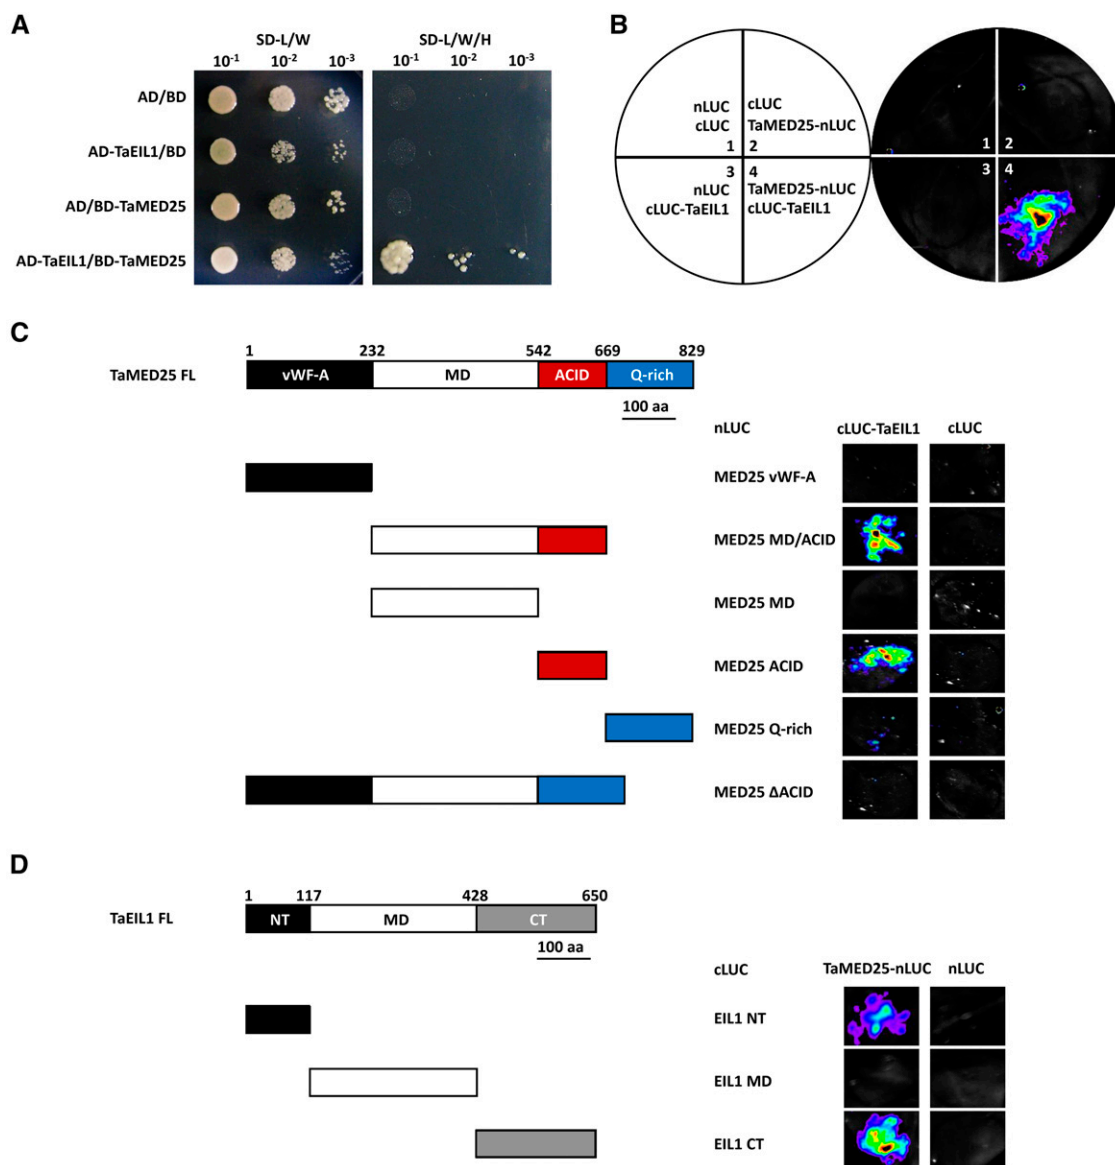 A
SD-L/W SD-L/W/H
10-1 10-2 10-3 10-1 10-2 10-3
AD/BD
AD-TaEIL1/BD
AD/BD-TaMED25
AD-TaEIL1/BD-TaMED25
B
nLUC
cLUC
1
cLUC
TaMED25-nLUC
2
3
nLUC
cLUC-TaEIL1
4
TaMED25-nLUC
cLUC-TaEIL1
1 2
3 4
C
1 232 542 669 829
TaMED25 FL vWF-A MD ACID Q-rich
100 aa
nLUC cLUC-TaEIL1 cLUC
MED25 vWF-A
MED25 MD/ACID
MED25 MD
MED25 ACID
MED25 Q-rich
MED25 ΔACID
D
1 117 428 650
TaEIL1 FL NT MD CT
100 aa
cLUC TaMED25-nLUC nLUC
EIL1 NT
EIL1 MD
EIL1 CT